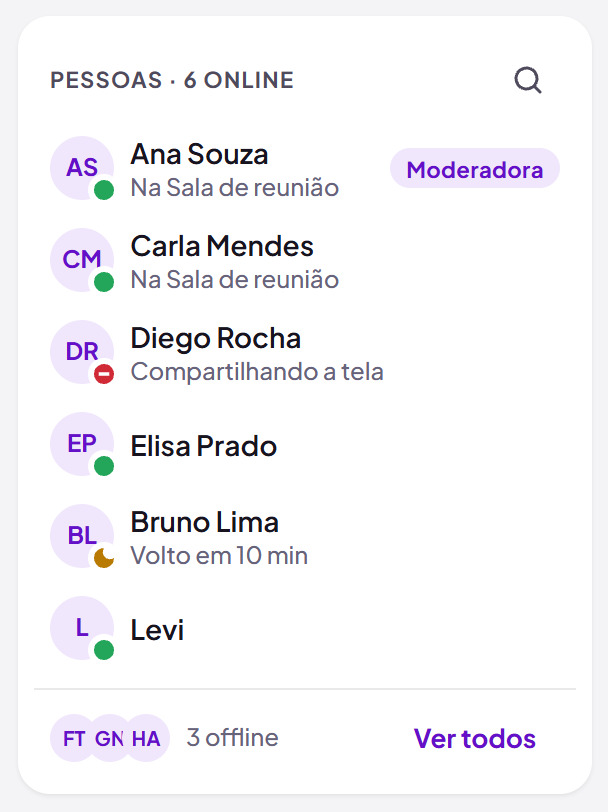 PESSOAS · 6 ONLINE
AS
Ana Souza
Na Sala de reunião
Moderadora
CM
Carla Mendes
Na Sala de reunião
DR
Diego Rocha
Compartilhando a tela
EP
Elisa Prado
BL
Bruno Lima
Volto em 10 min
L
Levi
FT GN HA 3 offline Ver todos